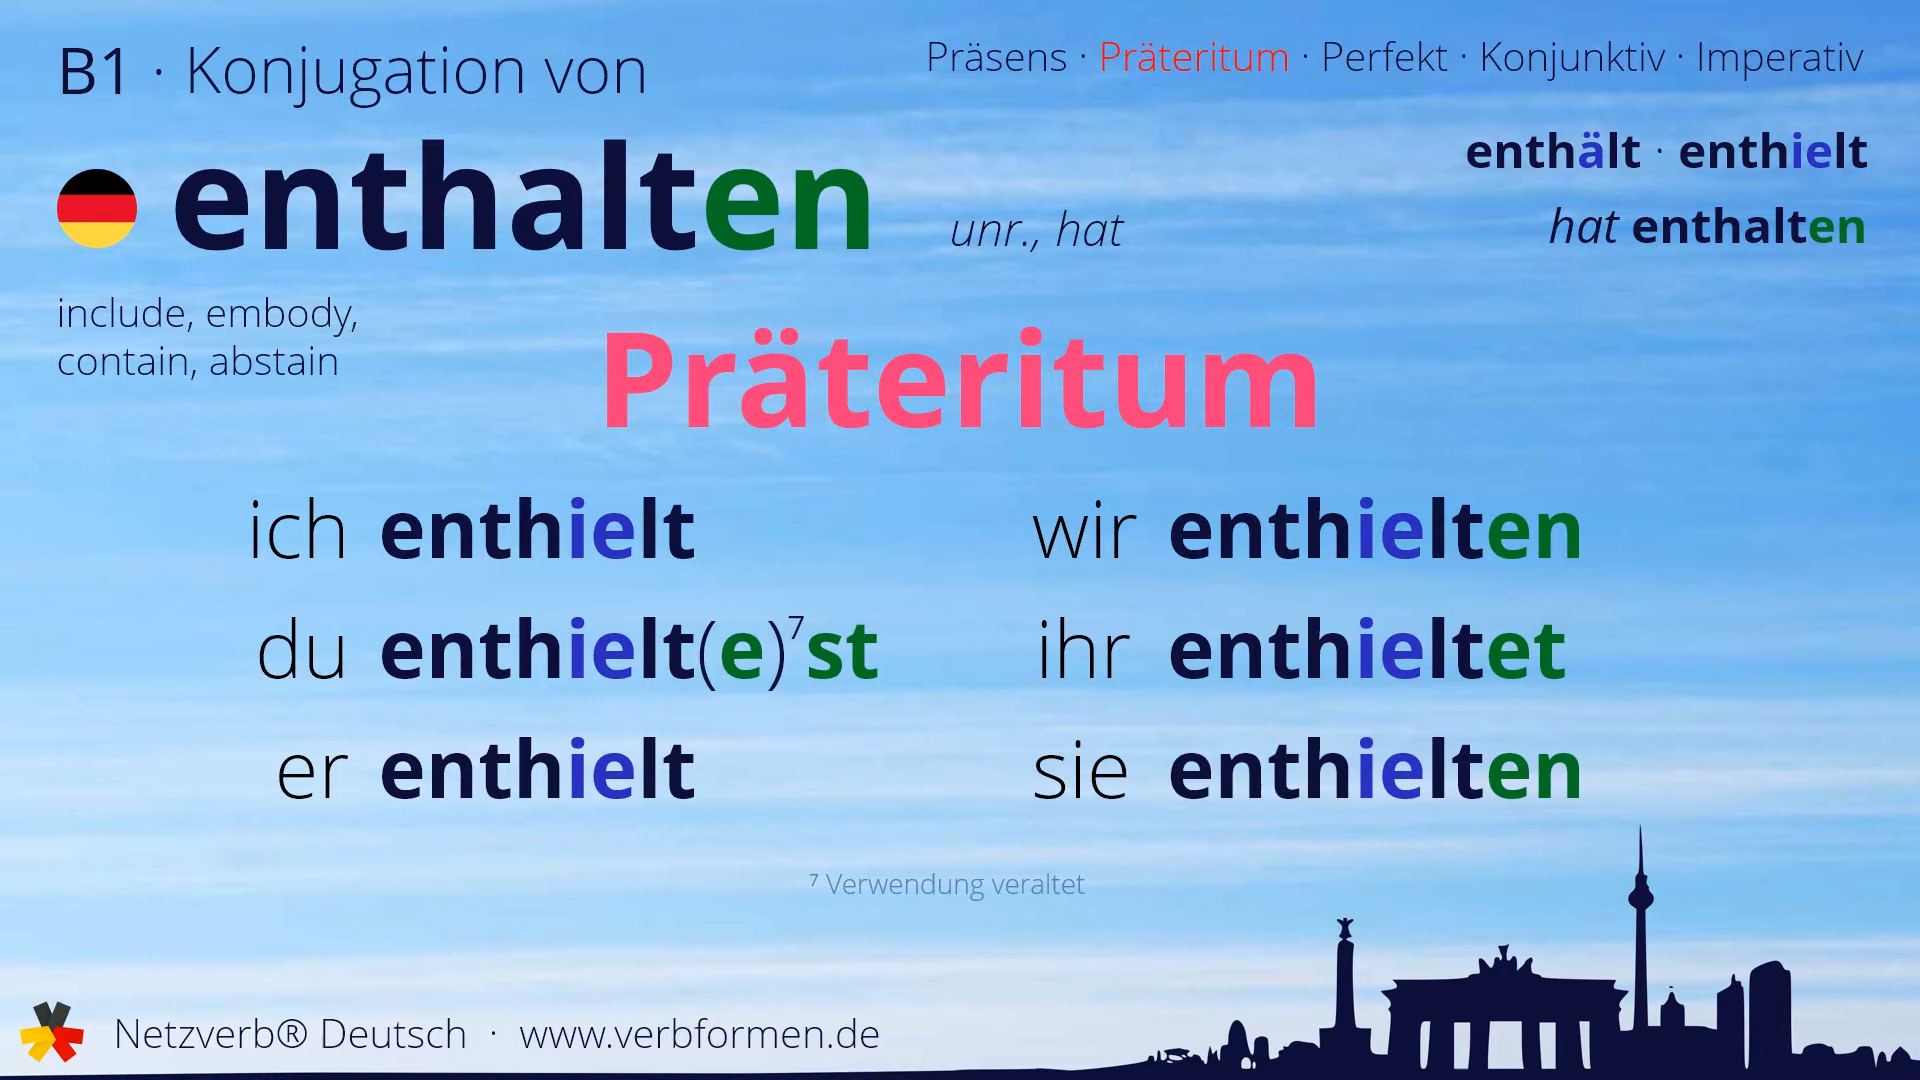 B1 · Konjugation von
Präsens · Präteritum · Perfekt · Konjunktiv · Imperativ
enthalten unr., hat
enthält · enthielt
hat enthalten
include, embody,
contain, abstain
Präteritum
ich enthielt
du enthielt(e)⁷st
er enthielt
wir enthielten
ihr enthieltet
sie enthielten
⁷ Verwendung veraltet
Netzverb® Deutsch · www.verbformen.de